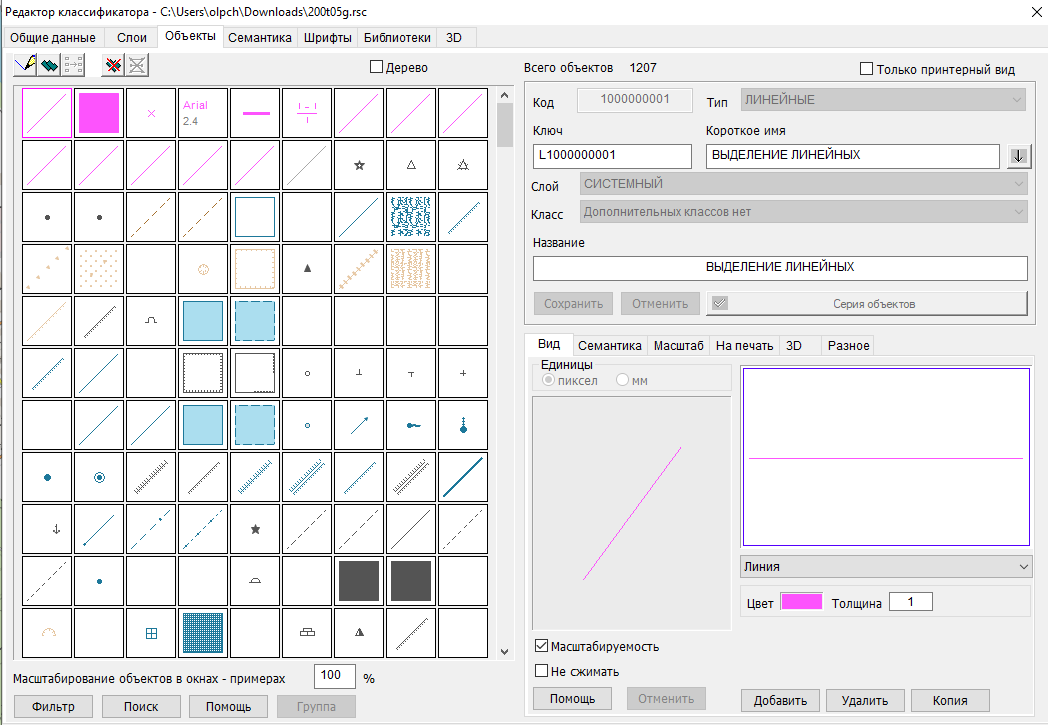 Редактор классификатора - C:\Users\olpch\Downloads\200t05g.rsc
Общие данные Слои Объекты Семантика Шрифты Библиотеки 3D
Дерево
Всего объектов 1207
Только принтерный вид
Arial
2.4
Код 1000000001 Тип ЛИНЕЙНЫЕ
Ключ Короткое имя
L1000000001 ВЫДЕЛЕНИЕ ЛИНЕЙНЫХ
Слой СИСТЕМНЫЙ
Класс Дополнительных классов нет
Название
ВЫДЕЛЕНИЕ ЛИНЕЙНЫХ
Сохранить Отменить Серия объектов
Вид Семантика Масштаб На печать 3D Разное
Единицы
пиксел мм
Линия
Цвет Толщина 1
Масштабируемость
Не сжимать
Помощь Отменить Добавить Удалить Копия
Масштабирование объектов в окнах - примерах 100 %
Фильтр Поиск Помощь Группа